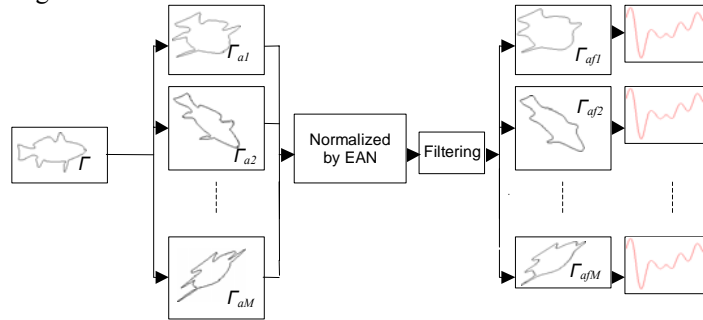 Γ
Γa1
Γa2
ΓaM
Normalized
by EAN
Filtering
Γaf1
Γaf2
ΓafM